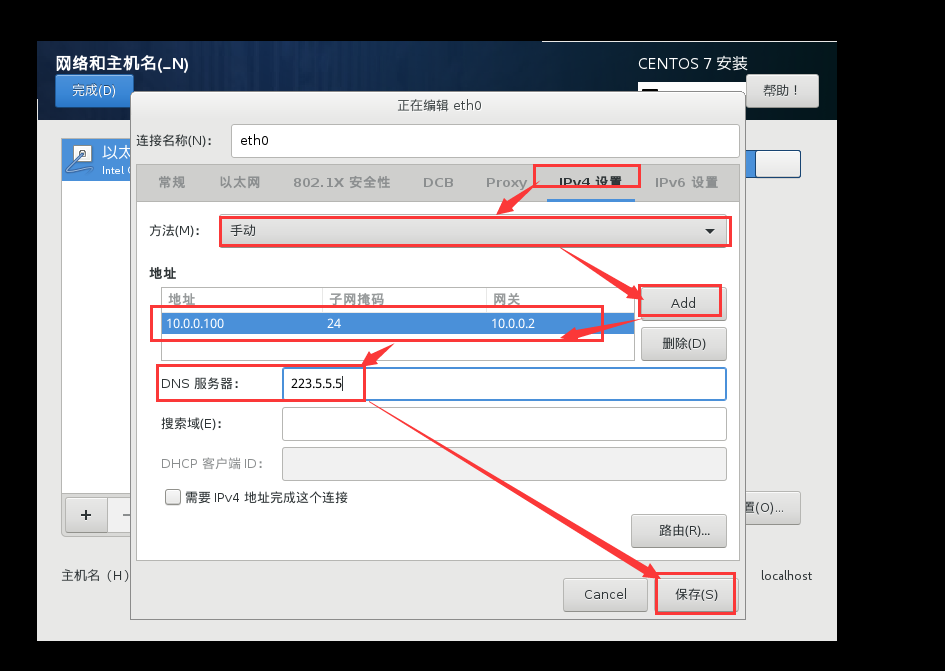 网络和主机名(_N)
CENTOS 7 安装
完成(D)
帮助！
正在编辑 eth0
连接名称(N):
eth0
以太
Intel
常规
以太网
802.1X 安全性
DCB
Proxy
IPv4 设置
IPv6 设置
方法(M):
手动
地址
地址
子网掩码
网关
Add
10.0.0.100
24
10.0.0.2
删除(D)
DNS 服务器:
223.5.5.5
搜索域(E):
DHCP 客户端 ID:
需要 IPv4 地址完成这个连接
+
−
置(O)...
路由(R)...
主机名（H）
localhost
Cancel
保存(S)